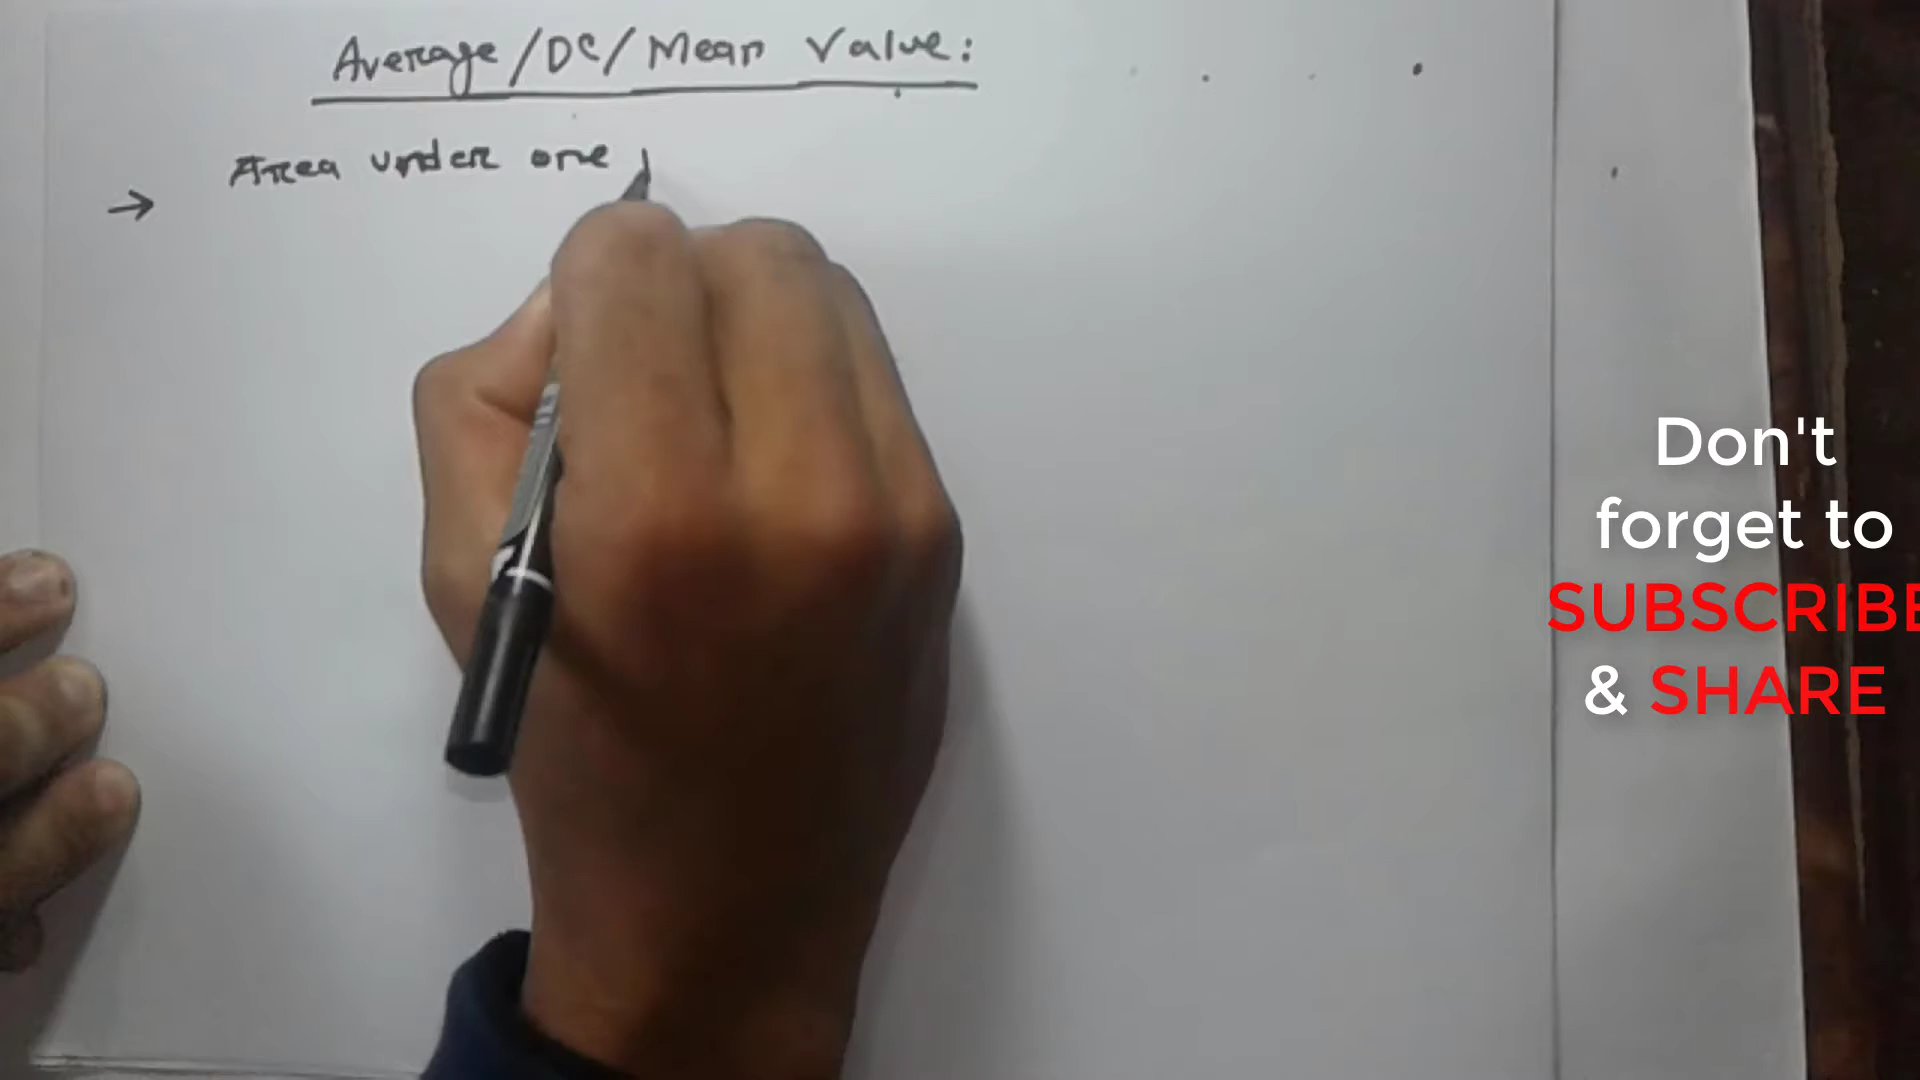 Average/DC/Mean Value:
Area under one
→
Don't
forget to
SUBSCRIBE
& SHARE